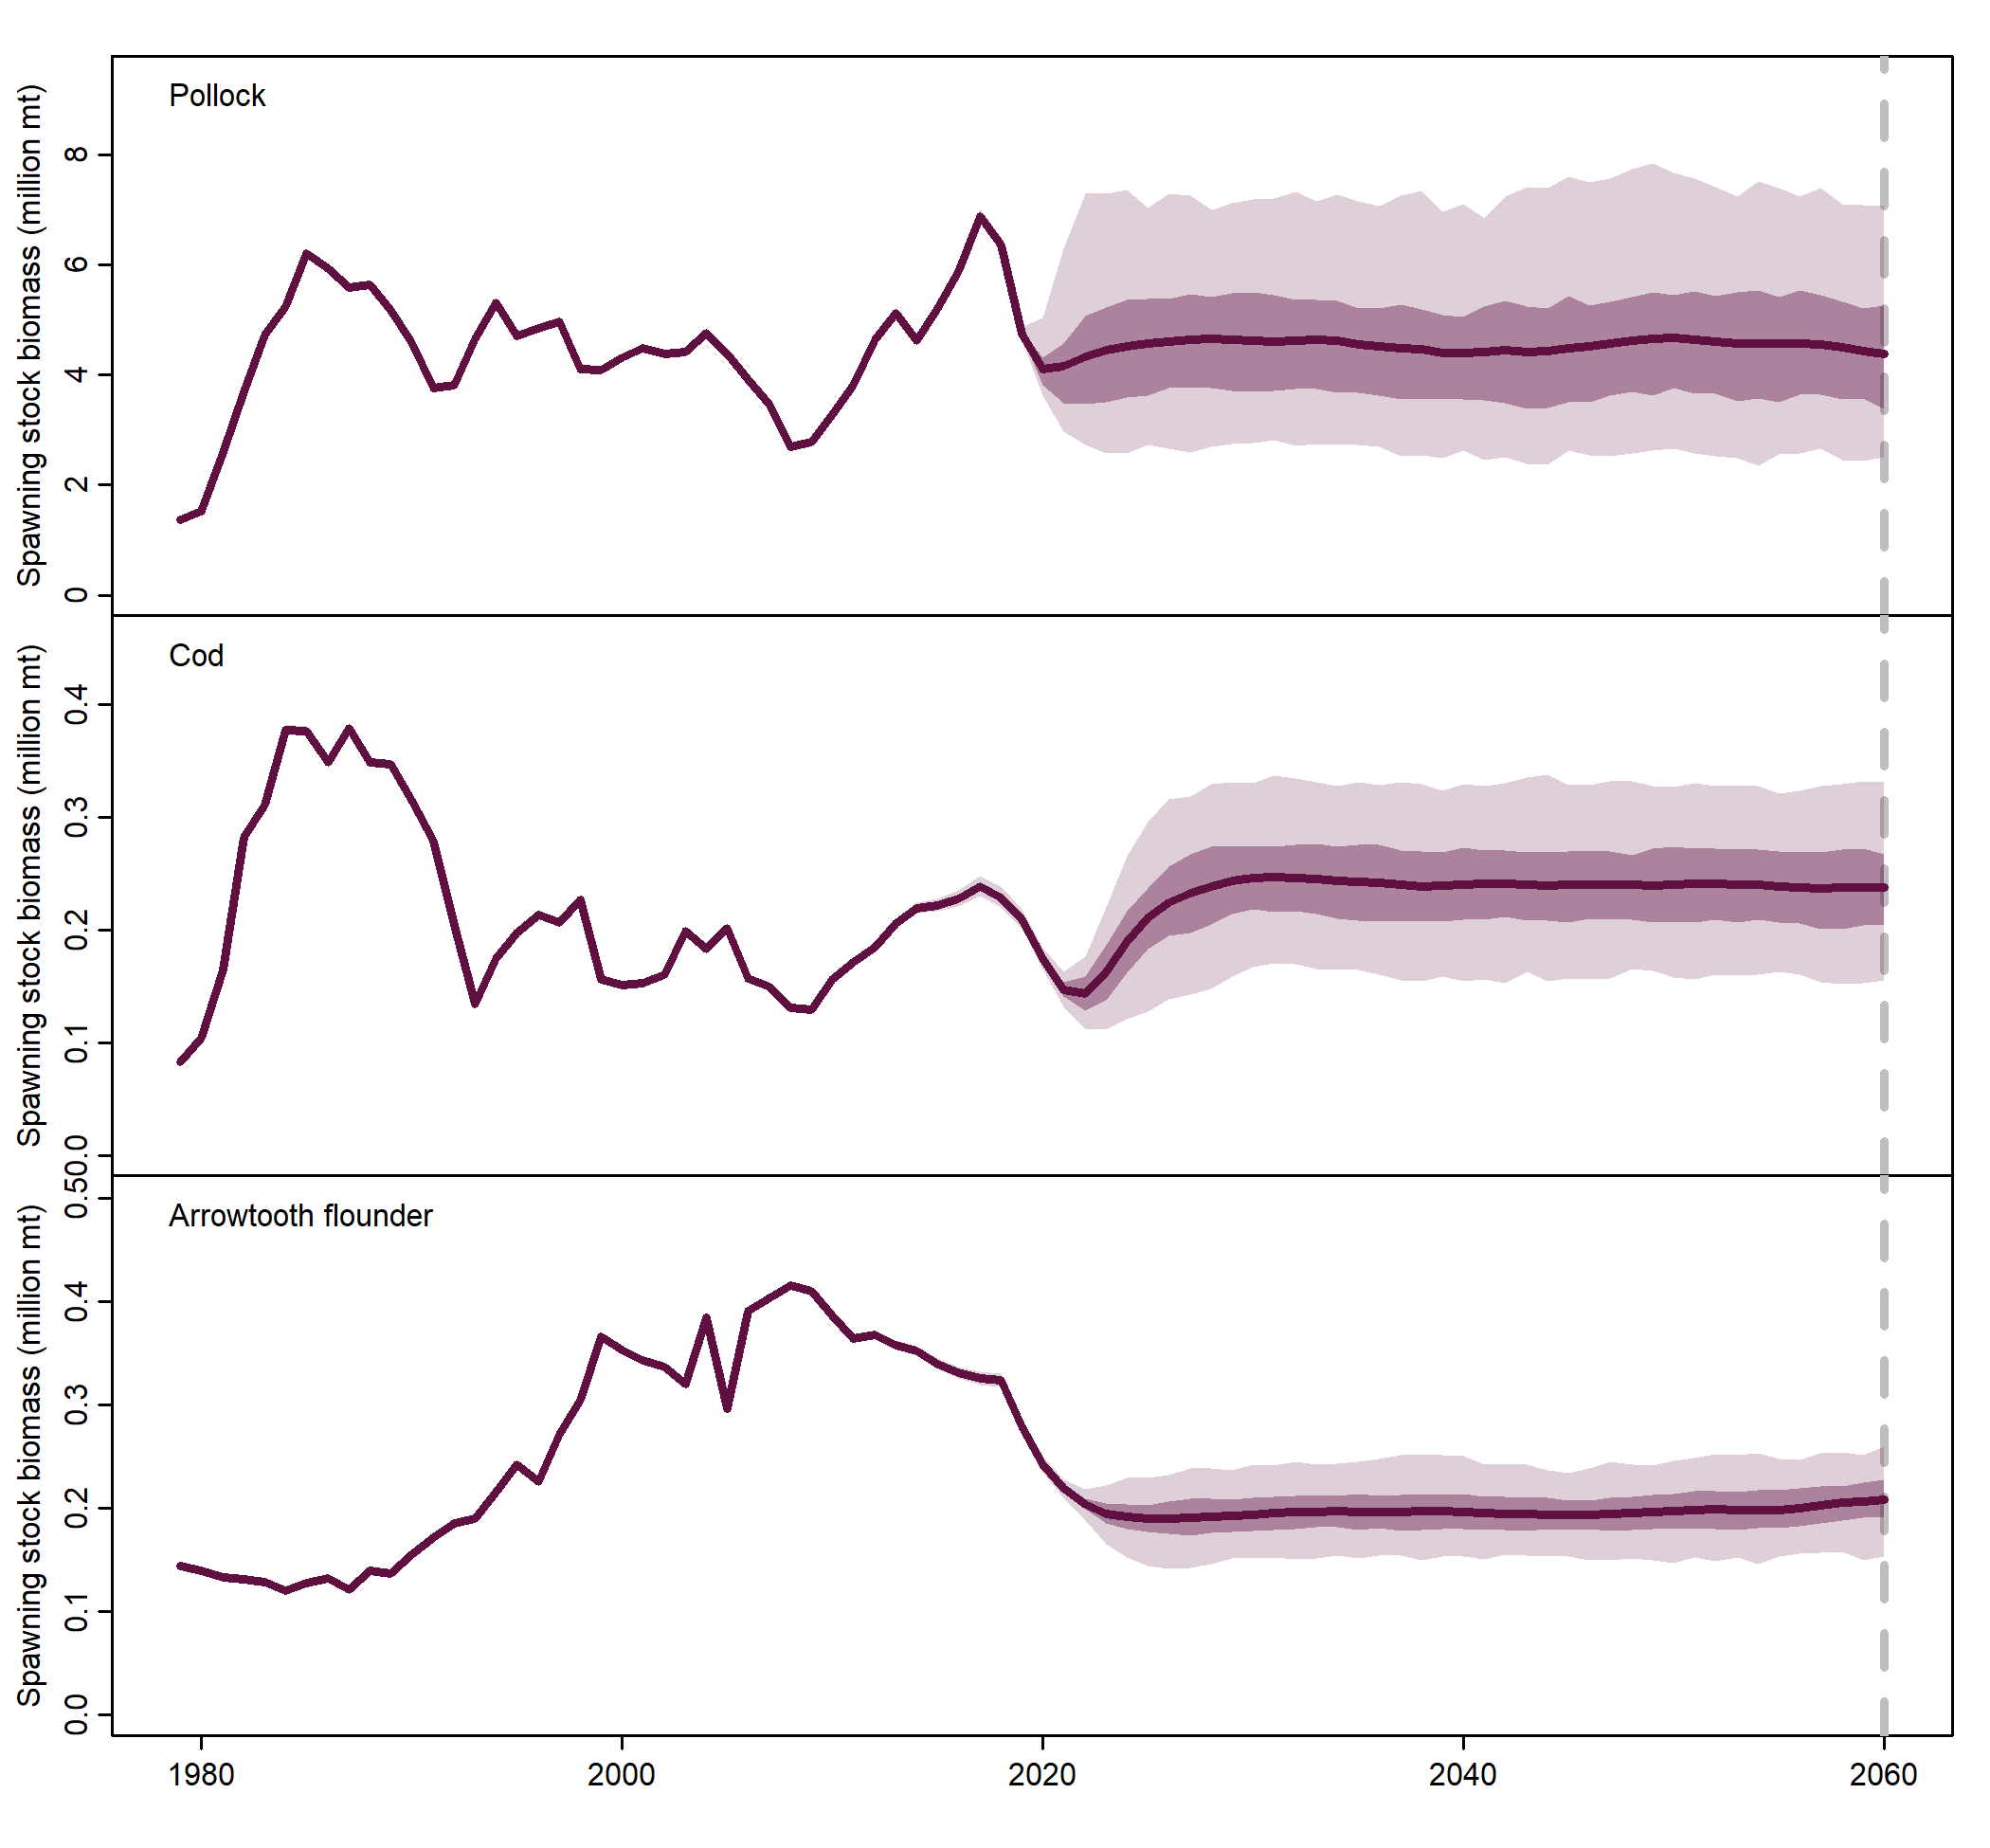 Pollock
Spawning stock biomass (million mt)
8
6
4
2
0
Cod
Spawning stock biomass (million mt)
0.4
0.3
0.2
0.1
0.0
Arrowtooth flounder
Spawning stock biomass (million mt)
0.5
0.4
0.3
0.2
0.1
0.0
1980 2000 2020 2040 2060